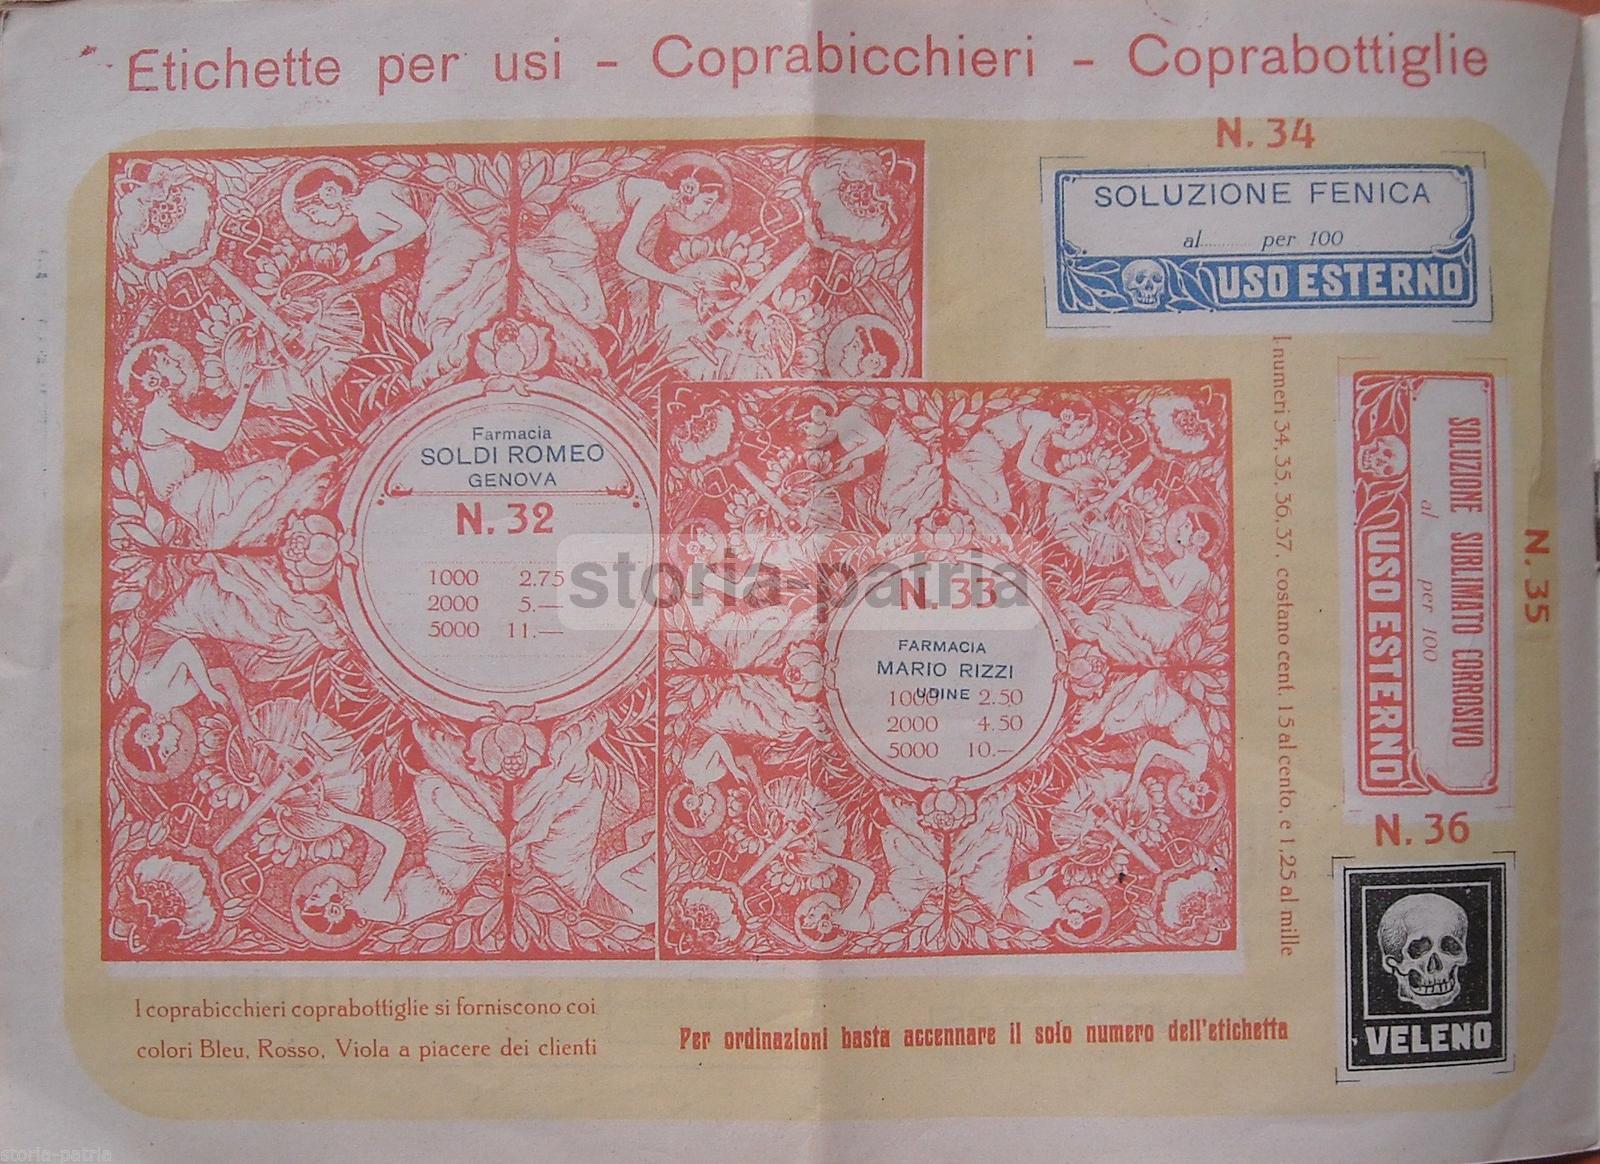 Etichette per usi - Coprabicchieri - Coprabottiglie
N. 34
SOLUZIONE FENICA
al........... per 100
USO ESTERNO
Farmacia
SOLDI ROMEO
GENOVA
N. 32
1000 2.75
2000 5.—
5000 11.—
storia-patria
N. 33
FARMACIA
MARIO RIZZI
UDINE
1000 2.50
2000 4.50
5000 10.—
I numeri 34, 35, 36, 37, costano cent. 15 al cento, e 1,25 al mille
SOLUZIONE SUBLIMATO CORROSIVO
al per 100
USO ESTERNO
N. 35
N. 36
VELENO
I coprabicchieri coprabottiglie si forniscono coi
colori Bleu, Rosso, Viola a piacere dei clienti
Per ordinazioni basta accennare il solo numero dell'etichetta
storia-patria